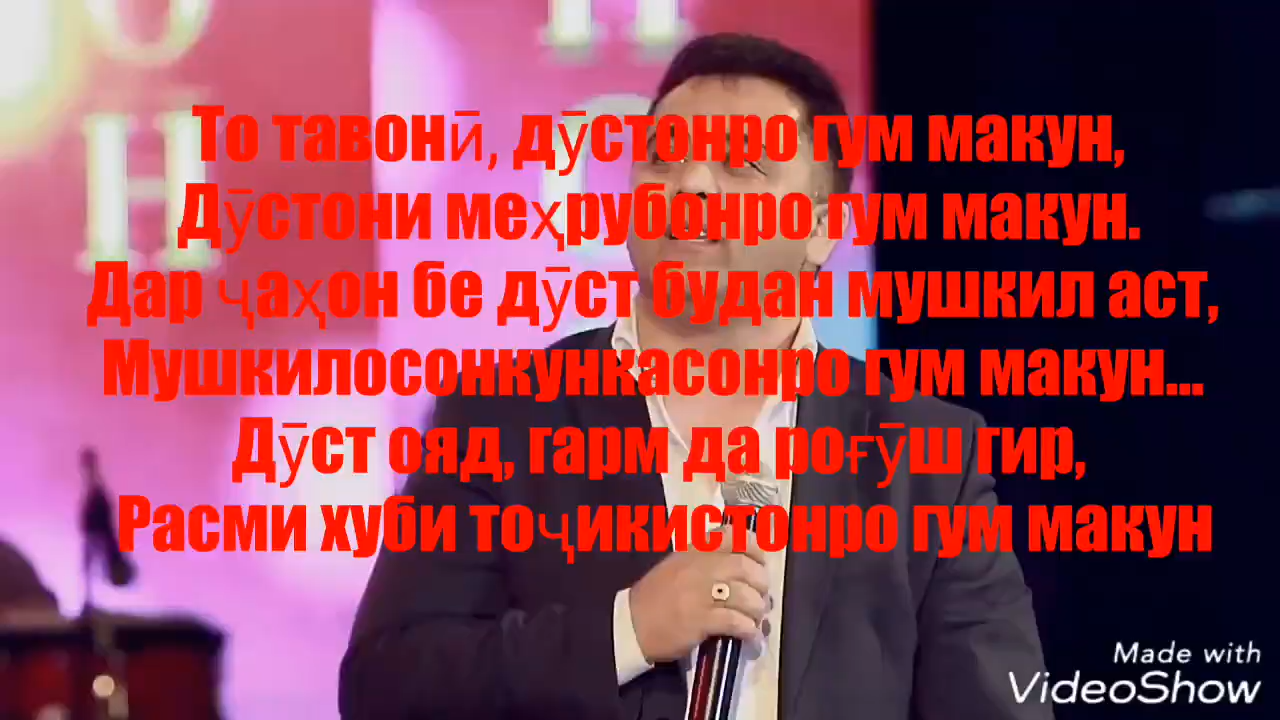 То тавонӣ, дӯстонро гум макун,
Дӯстони меҳрубонро гум макун.
Дар ҷаҳон бе дӯст будан мушкил аст,
Мушкилосонкункасонро гум макун...
Дӯст ояд, гарм да роғӯш гир,
Расми хуби тоҷикистонро гум макун
Made with
VideoShow